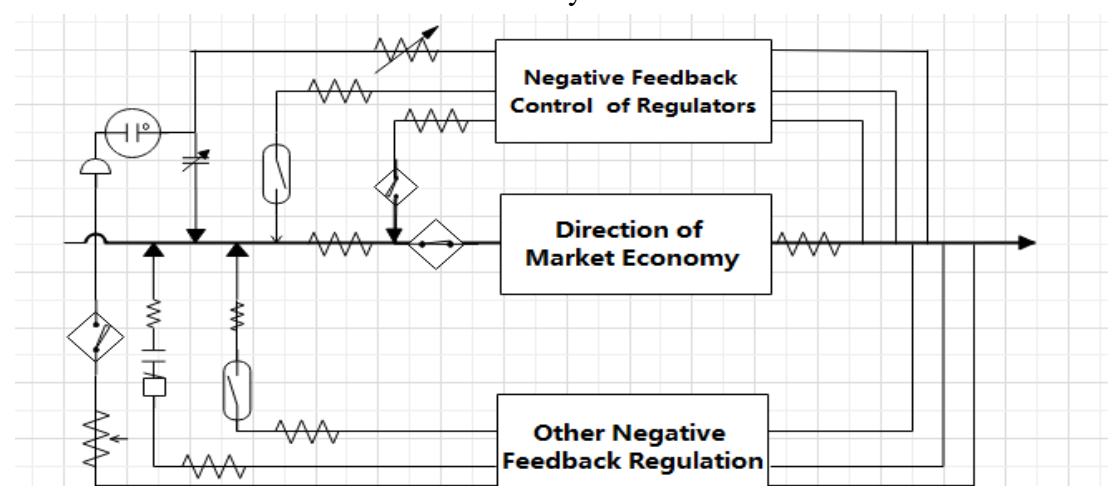 Negative Feedback
Control of Regulators
Direction of
Market Economy
Other Negative
Feedback Regulation